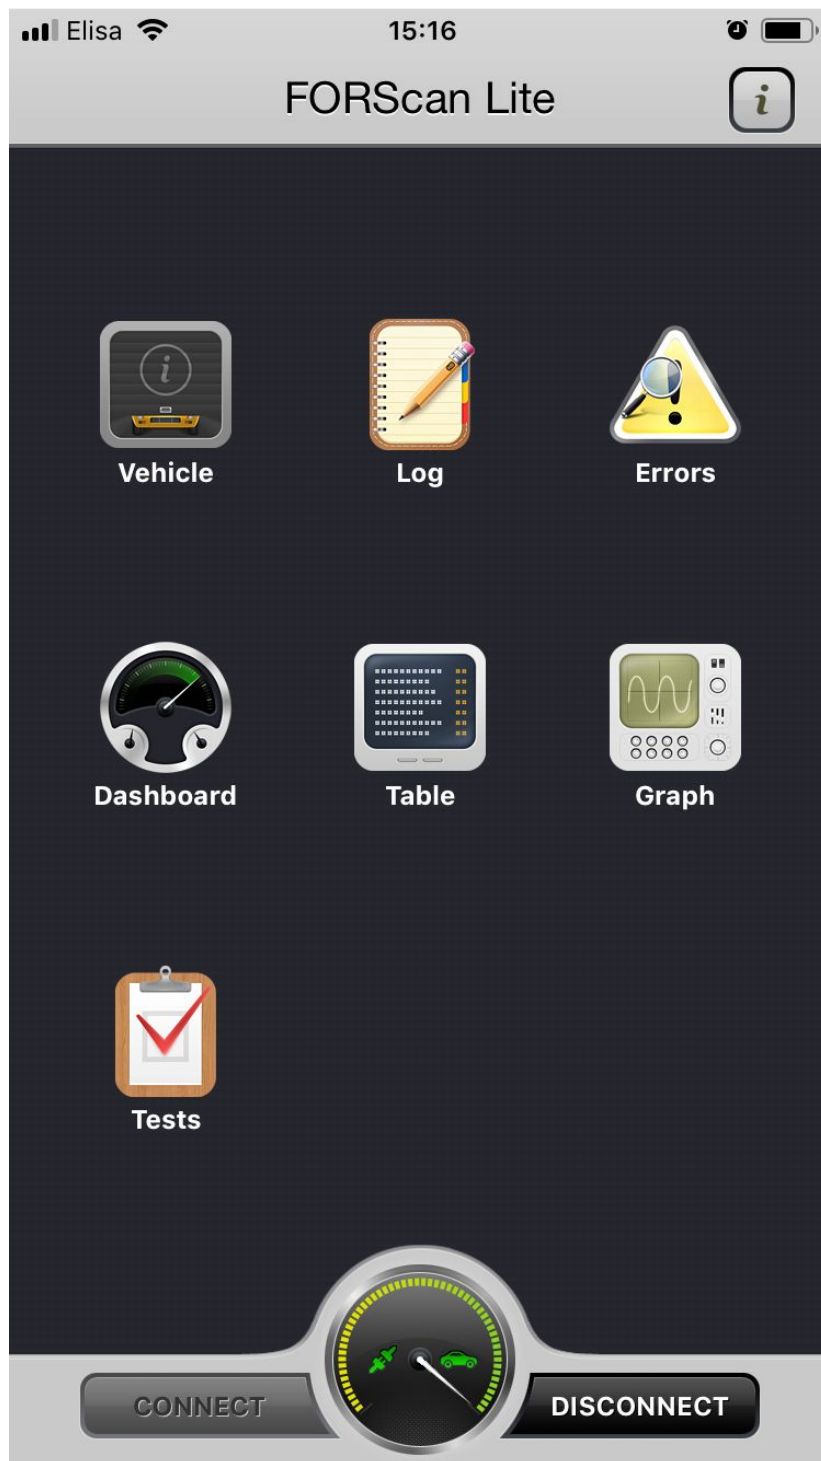 Elisa 15:16
FORScan Lite
i
Vehicle Log Errors
Dashboard Table Graph
Tests
CONNECT DISCONNECT